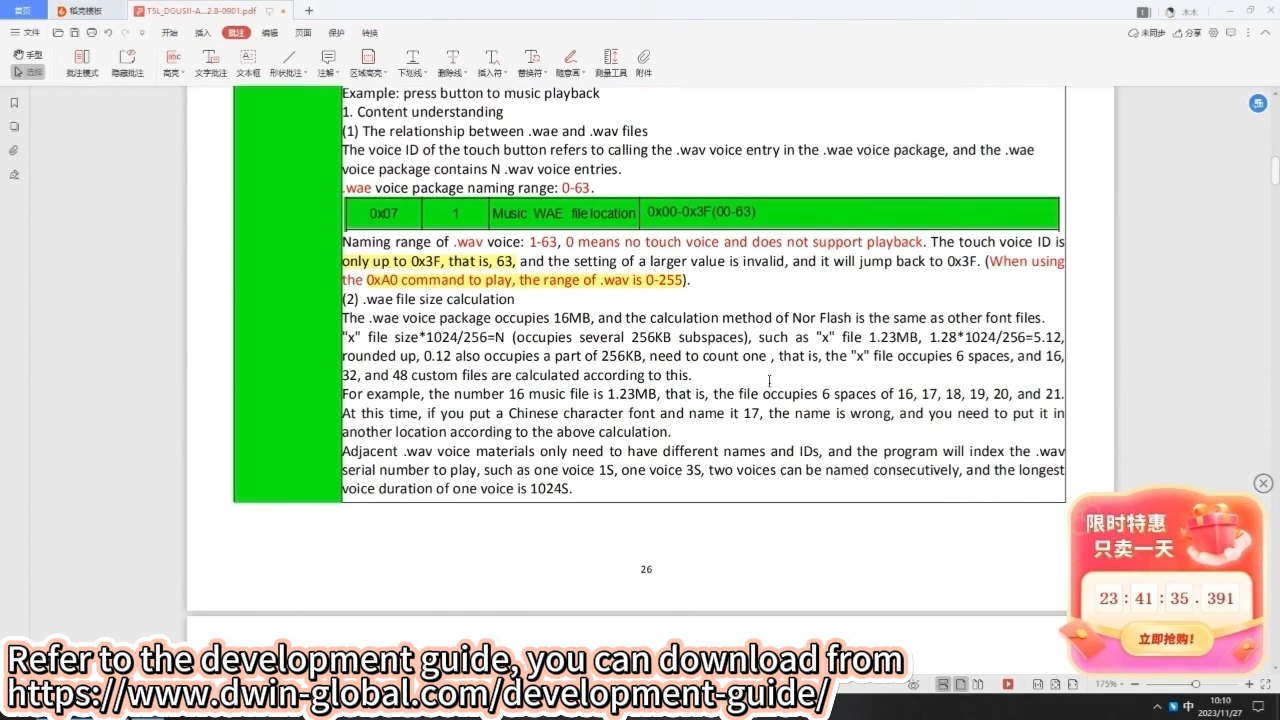 首页
稻壳模板
T5L_DGUSII-A...2.8-0901.pdf
1
木木
文件
开始
插入
批注
编辑
页面
保护
转换
未同步
分享
手型
选择
批注模式
隐藏批注
高亮
文字批注
文本框
形状批注
注解
区域高亮
下划线
删除线
插入符
替换符
随意画
测量工具
附件
Example: press button to music playback
1. Content understanding
(1) The relationship between .wae and .wav files
The voice ID of the touch button refers to calling the .wav voice entry in the .wae voice package, and the .wae
voice package contains N .wav voice entries.
.wae voice package naming range: 0-63.
0x07 1 Music WAE file location 0x00-0x3F(00-63)
Naming range of .wav voice: 1-63, 0 means no touch voice and does not support playback. The touch voice ID is
only up to 0x3F, that is, 63, and the setting of a larger value is invalid, and it will jump back to 0x3F. (When using
the 0xA0 command to play, the range of .wav is 0-255).
(2) .wae file size calculation
The .wae voice package occupies 16MB, and the calculation method of Nor Flash is the same as other font files.
"x" file size*1024/256=N (occupies several 256KB subspaces), such as "x" file 1.23MB, 1.28*1024/256=5.12,
rounded up, 0.12 also occupies a part of 256KB, need to count one , that is, the "x" file occupies 6 spaces, and 16,
32, and 48 custom files are calculated according to this.
For example, the number 16 music file is 1.23MB, that is, the file occupies 6 spaces of 16, 17, 18, 19, 20, and 21.
At this time, if you put a Chinese character font and name it 17, the name is wrong, and you need to put it in
another location according to the above calculation.
Adjacent .wav voice materials only need to have different names and IDs, and the program will index the .wav
serial number to play, such as one voice 1S, one voice 3S, two voices can be named consecutively, and the longest
voice duration of one voice is 1024S.
26
限时特惠
只卖一天
23 : 41 : 35 . 391
立即抢购!
Refer to the development guide, you can download from
https://www.dwin-global.com/development-guide/
175%
中
10:10
2023/11/27